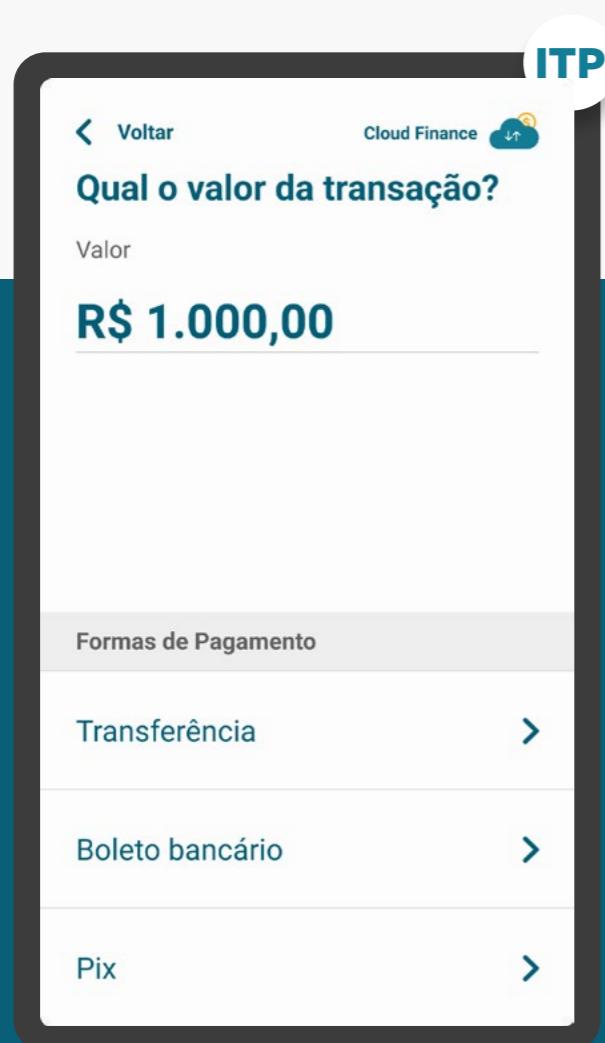 ITP
Voltar Cloud Finance
Qual o valor da transação?
Valor
R$ 1.000,00
Formas de Pagamento
Transferência
Boleto bancário
Pix